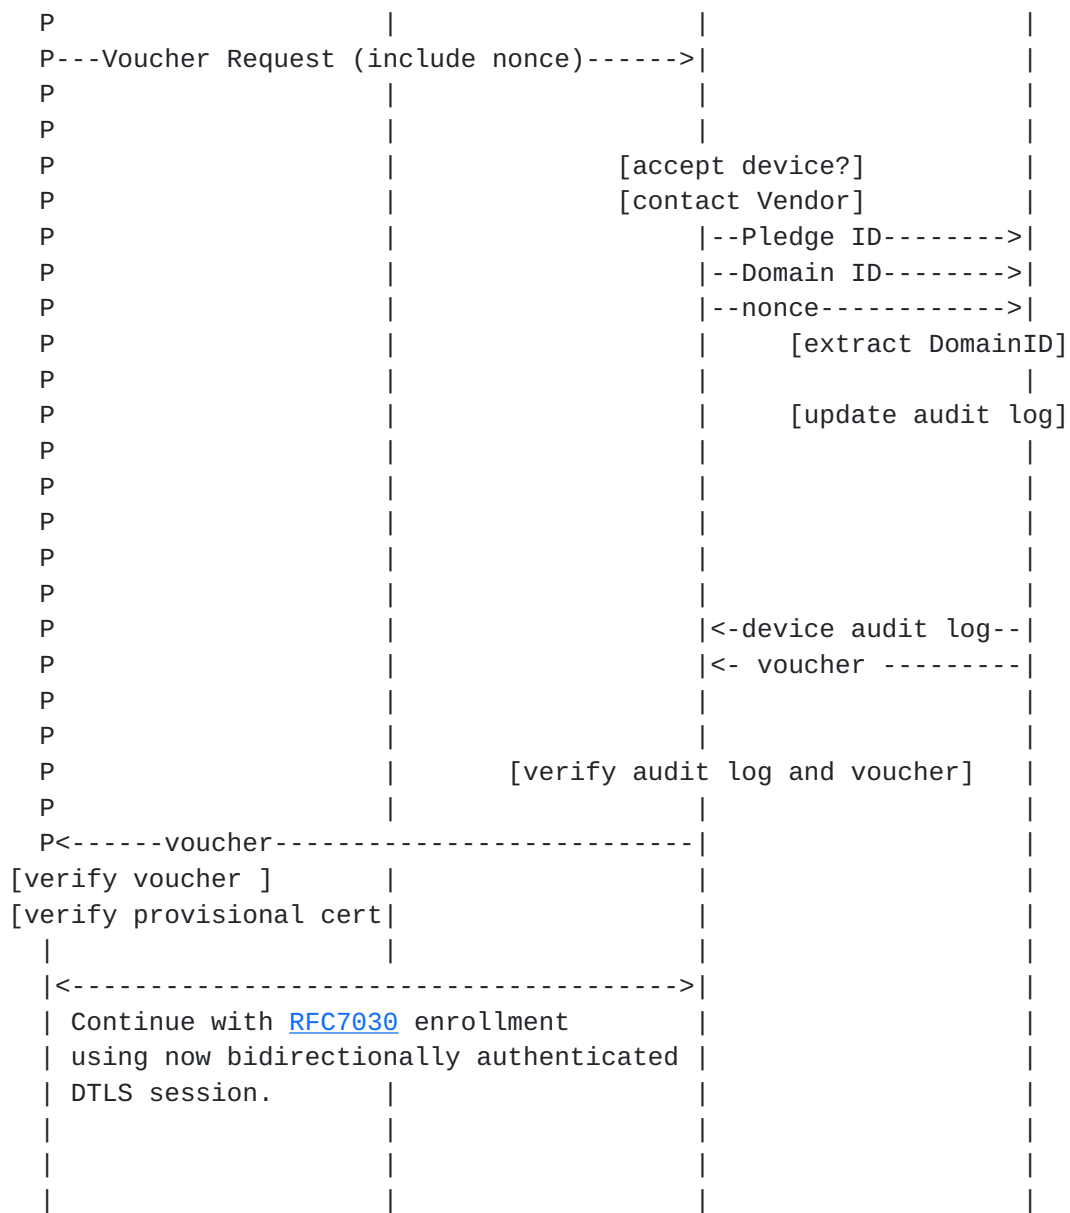 P                     |                   |                    |
P---Voucher Request (include nonce)------>|                    |
P                     |                   |                    |
P                     |                   |                    |
P                     |              [accept device?]          |
P                     |              [contact Vendor]          |
P                     |                   |--Pledge ID-------->|
P                     |                   |--Domain ID-------->|
P                     |                   |--nonce------------>|
P                     |                   |     [extract DomainID]
P                     |                   |                    |
P                     |                   |     [update audit log]
P                     |                   |                    |
P                     |                   |                    |
P                     |                   |                    |
P                     |                   |                    |
P                     |                   |                    |
P                     |                   |<-device audit log--|
P                     |                   |<- voucher ---------|
P                     |                   |                    |
P                     |                   |                    |
P                     |       [verify audit log and voucher]   |
P                     |                   |                    |
P<------voucher---------------------------|                    |
[verify voucher ]       |                   |                    |
[verify provisional cert|                   |                    |
|                     |                   |                    |
|<--------------------------------------->|                    |
| Continue with RFC7030 enrollment        |                    |
| using now bidirectionally authenticated |                    |
| DTLS session.       |                   |                    |
|                     |                   |                    |
|                     |                   |                    |
|                     |                   |                    |